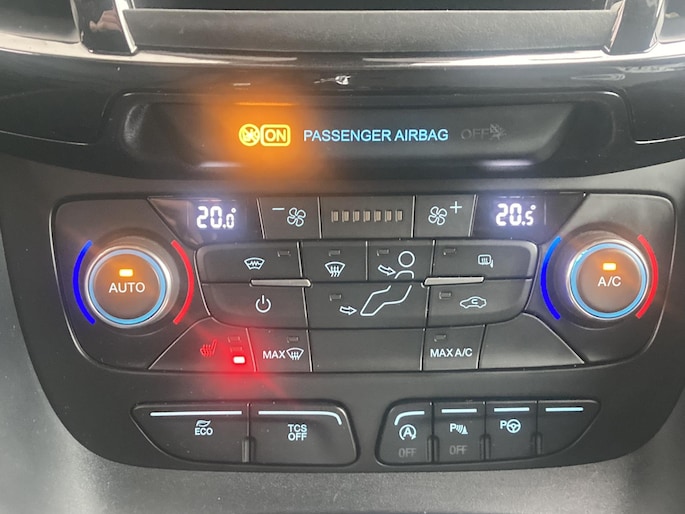 ON PASSENGER AIRBAG OFF
20.0 - + 20.5
AUTO
A/C
MAX
MAX A/C
ECO
TCS
OFF
A
OFF
P
OFF
P